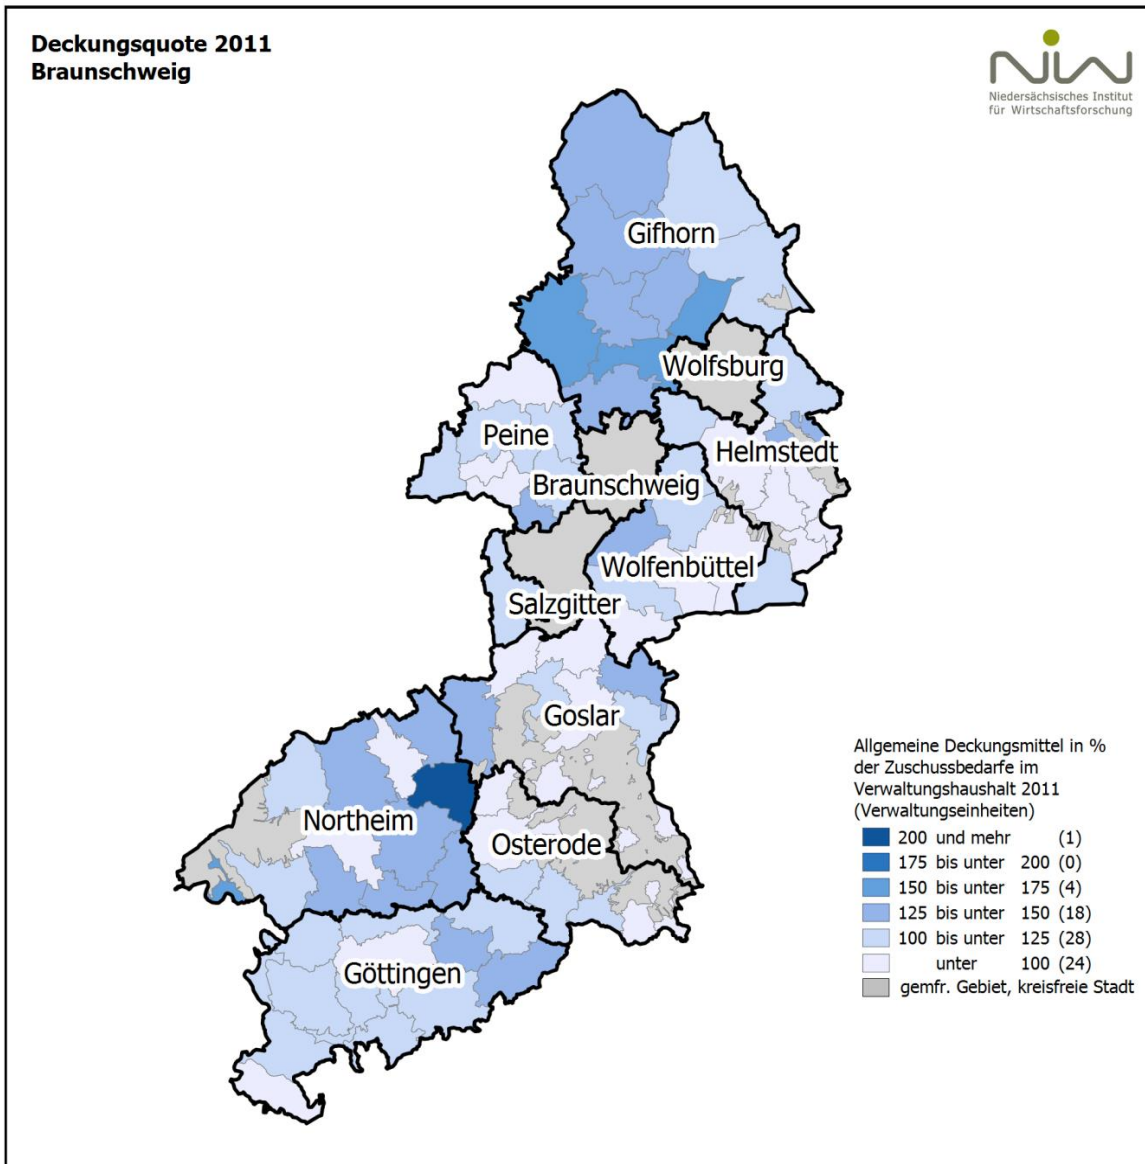 Deckungsquote 2011
Braunschweig
NIW
Niedersächsisches Institut
für Wirtschaftsforschung
Gifhorn
Wolfsburg
Peine
Helmstedt
Braunschweig
Wolfenbüttel
Salzgitter
Goslar
Northeim
Osterode
Göttingen
Allgemeine Deckungsmittel in %
der Zuschussbedarfe im
Verwaltungshaushalt 2011
(Verwaltungseinheiten)
200 und mehr (1)
175 bis unter 200 (0)
150 bis unter 175 (4)
125 bis unter 150 (18)
100 bis unter 125 (28)
unter 100 (24)
gemfr. Gebiet, kreisfreie Stadt